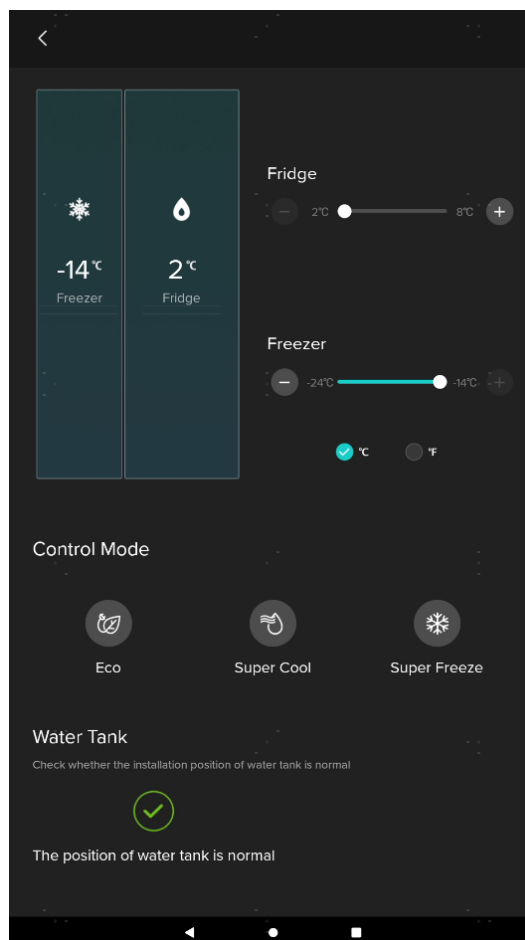 Fridge
2°C
8°C
-14°C
Freezer
2°C
Fridge
Freezer
-24°C
-14°C
°C
°F
Control Mode
Eco
Super Cool
Super Freeze
Water Tank
Check whether the installation position of water tank is normal
The position of water tank is normal